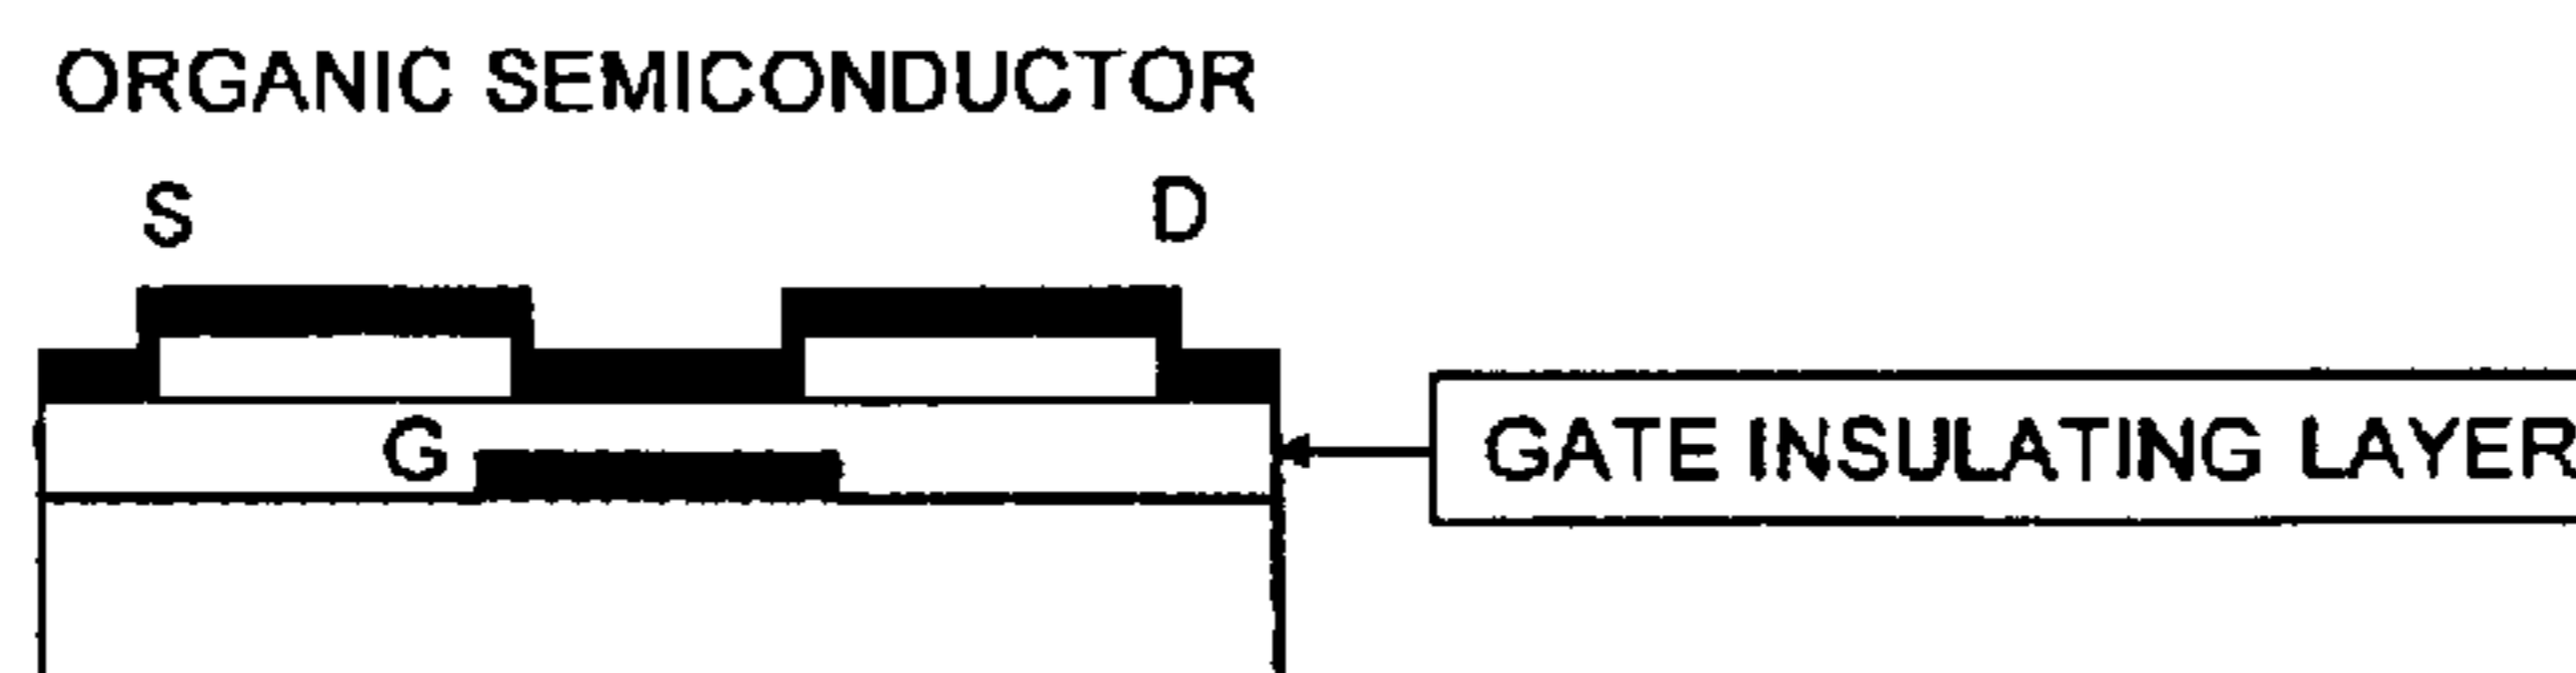 ORGANIC SEMICONDUCTOR
S
D
G
GATE INSULATING LAYER